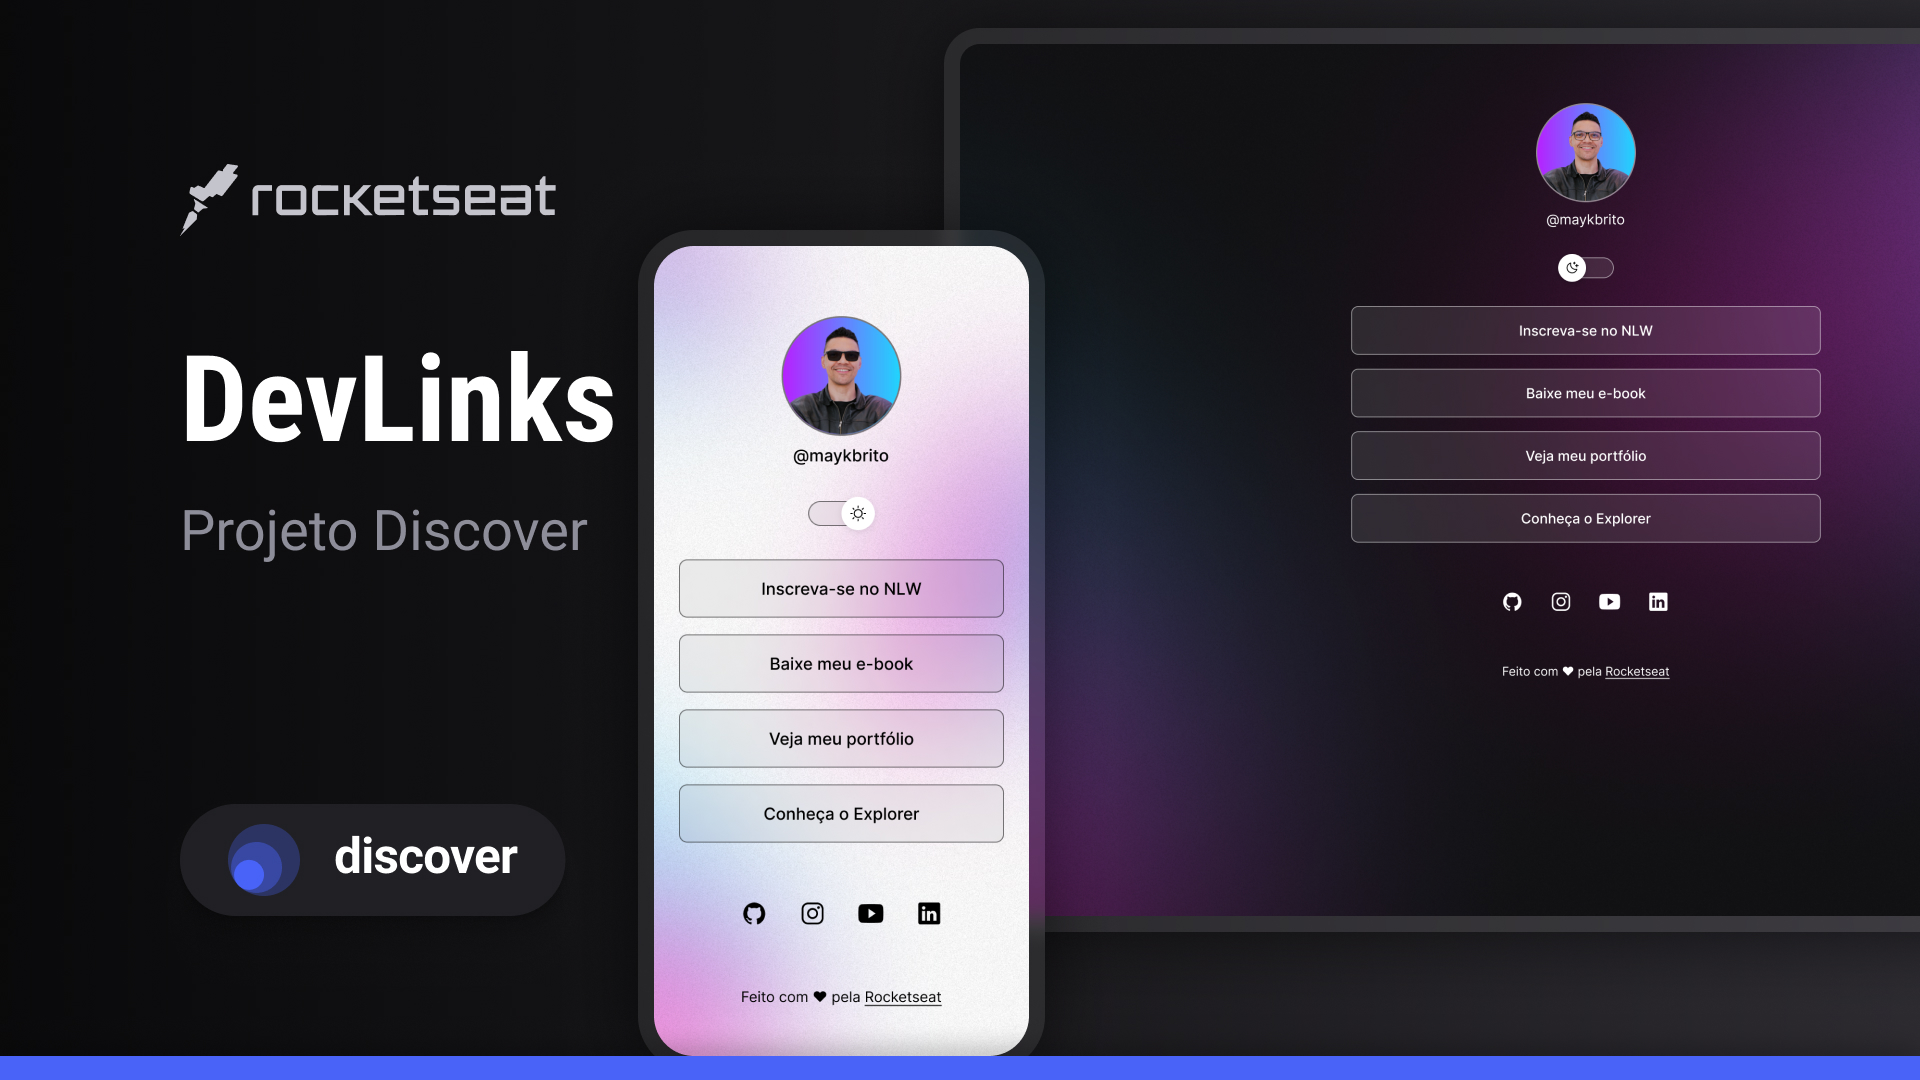 rocketseat
DevLinks
Projeto Discover
discover
@maykbrito
Inscreva-se no NLW
Baixe meu e-book
Veja meu portfólio
Conheça o Explorer
Feito com ♥ pela Rocketseat
@maykbrito
Inscreva-se no NLW
Baixe meu e-book
Veja meu portfólio
Conheça o Explorer
Feito com ♥ pela Rocketseat